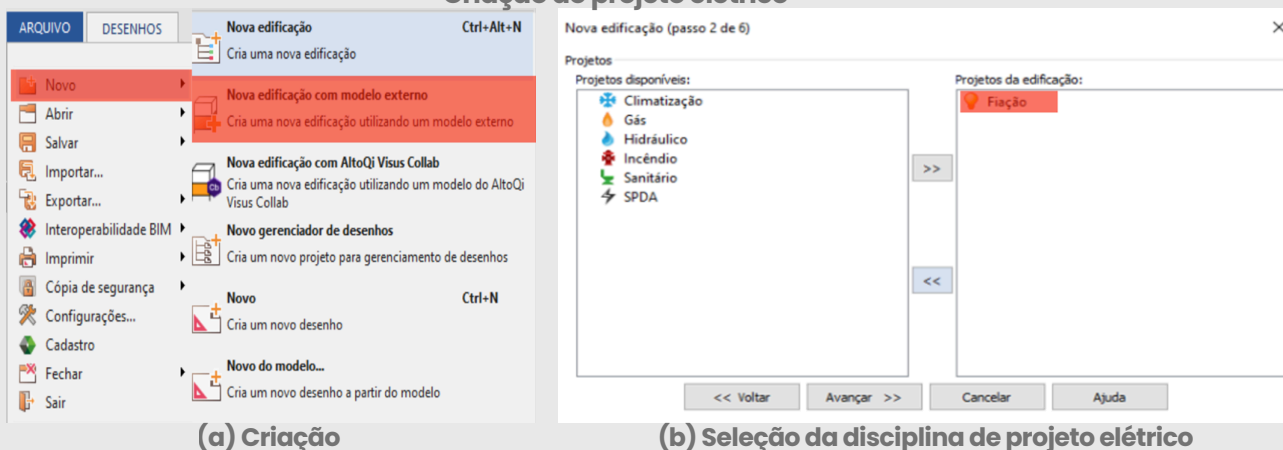 Criação de projeto elétrico
ARQUIVO DESENHOS
Novo
Abrir
Salvar
Importar...
Exportar...
Interoperabilidade BIM
Imprimir
Cópia de segurança
Configurações...
Cadastro
Fechar
Sair
Nova edificação Ctrl+Alt+N
Cria uma nova edificação
Nova edificação com modelo externo
Cria uma nova edificação utilizando um modelo externo
Nova edificação com AltoQi Visus Collab
Cria uma nova edificação utilizando um modelo do AltoQi
Visus Collab
Cb
Novo gerenciador de desenhos
Cria um novo projeto para gerenciamento de desenhos
Novo Ctrl+N
Cria um novo desenho
Novo do modelo...
Cria um novo desenho a partir do modelo
(a) Criação
Nova edificação (passo 2 de 6)
Projetos
Projetos disponíveis:
Climatização
Gás
Hidráulico
Incêndio
Sanitário
SPDA
>>
<<
Projetos da edificação:
Fiação
<< Voltar Avançar >> Cancelar Ajuda
(b) Seleção da disciplina de projeto elétrico